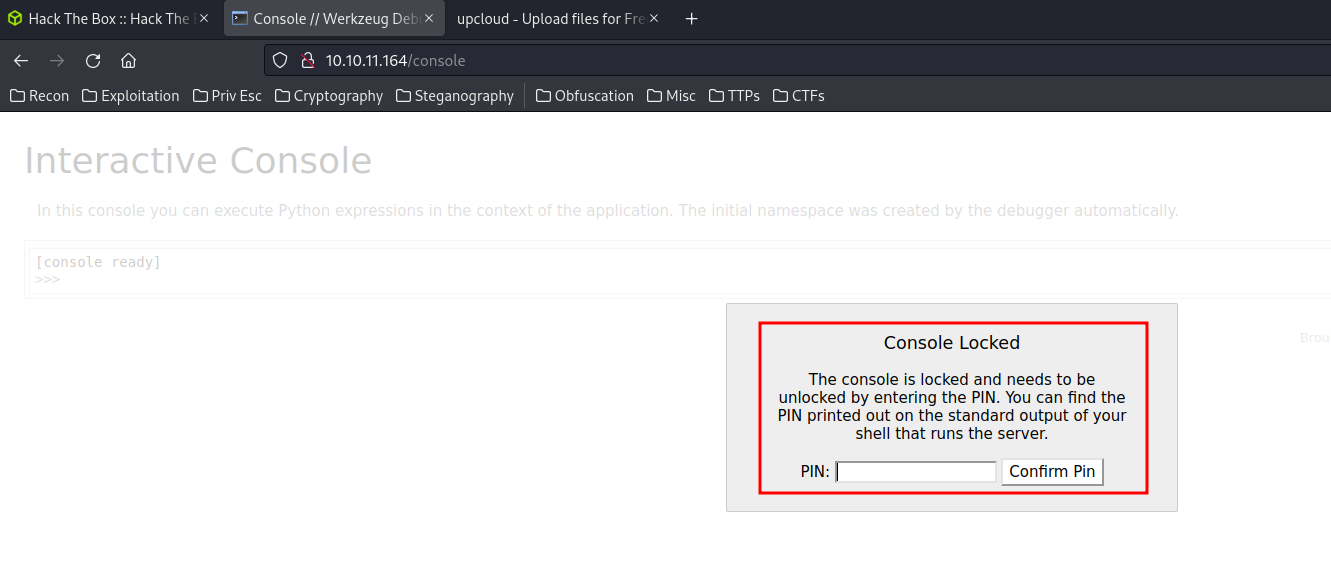 Hack The Box :: Hack The
Console // Werkzeug Deb
upcloud - Upload files for Fre
10.10.11.164/console
Recon
Exploitation
Priv Esc
Cryptography
Steganography
Obfuscation
Misc
TTPs
CTFs
Interactive Console
In this console you can execute Python expressions in the context of the application. The initial namespace was created by the debugger automatically.
[console ready]
>>>
Console Locked
The console is locked and needs to be
unlocked by entering the PIN. You can find the
PIN printed out on the standard output of your
shell that runs the server.
PIN:
Confirm Pin
Brou